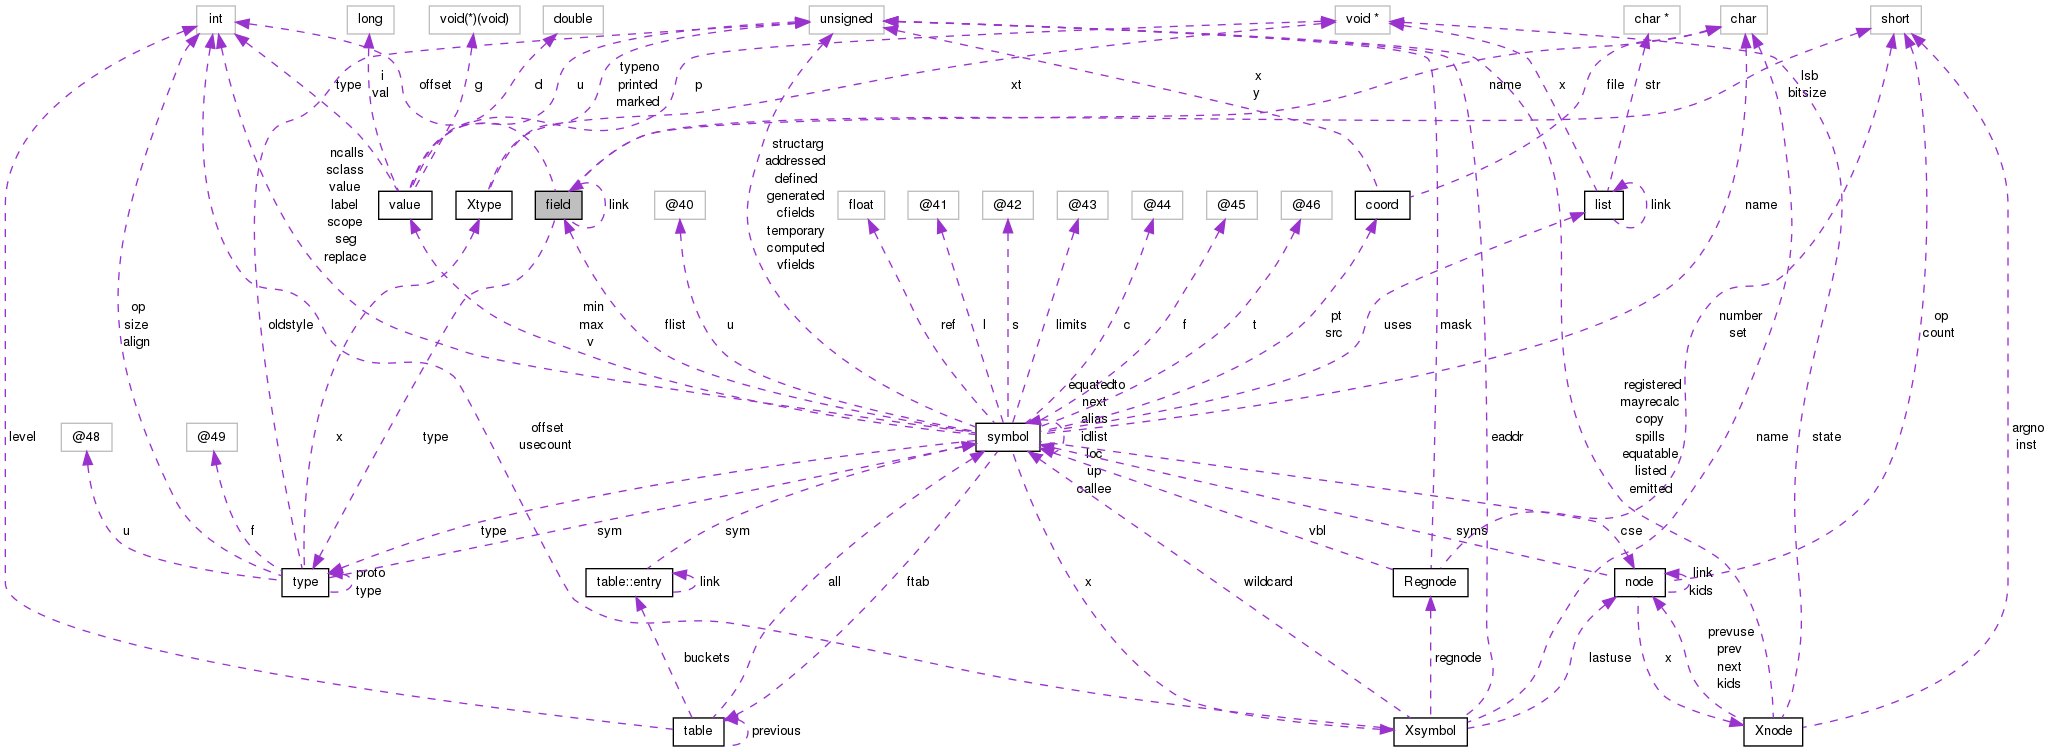 int
long
void(*)(void)
double
unsigned
void *
char *
char
short
type
i
val
offset
g
d
u
typeno
printed
marked
p
xt
x
y
name
x
file
str
lsb
bitsize
ncalls
sclass
value
label
scope
seg
replace
value
Xtype
field
link
@40
structarg
addressed
defined
generated
cfields
temporary
computed
vfields
float
@41
@42
@43
@44
@45
@46
coord
list
link
name
op
size
align
oldstyle
min
max
v
flist
u
ref
l
s
limits
c
f
t
pt
src
uses
mask
number
set
op
count
level
@48
@49
x
type
offset
usecount
symbol
equatedto
next
alias
idlist
loc
up
callee
eaddr
registered
mayrecalc
copy
spills
equatable
listed
emitted
name
state
argno
inst
u
f
type
sym
sym
vbl
syms
cse
type
proto
type
table::entry
link
all
ftab
x
wildcard
Regnode
node
link
kids
buckets
regnode
lastuse
x
prevuse
prev
next
kids
table
previous
Xsymbol
Xnode